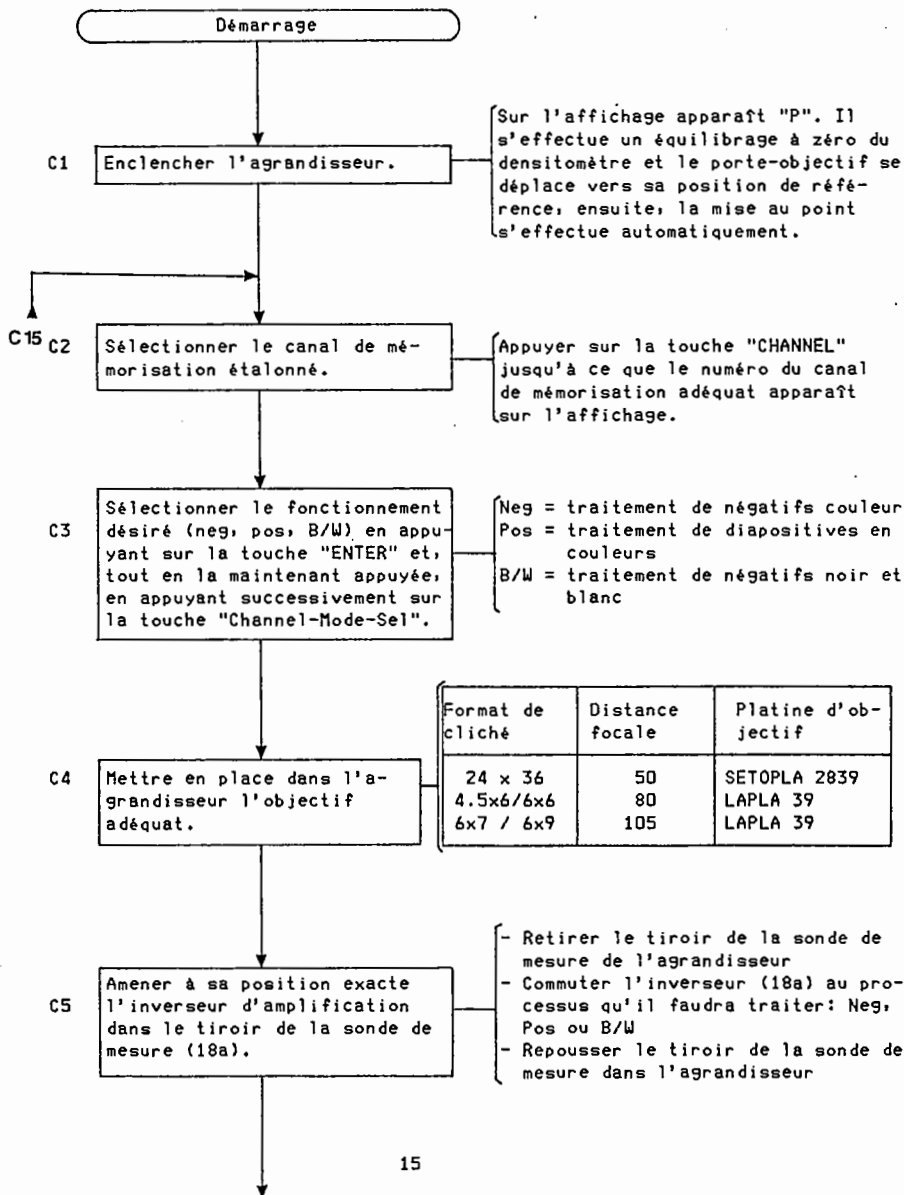 Démarrage
C1
Enclencher l'agrandisseur.
Sur l'affichage apparaît "P". Il
s'effectue un équilibrage à zéro du
densitomètre et le porte-objectif se
déplace vers sa position de réfé-
rence, ensuite, la mise au point
s'effectue automatiquement.
C15
C2
Sélectionner le canal de mé-
morisation étalonné.
Appuyer sur la touche "CHANNEL"
jusqu'à ce que le numéro du canal
de mémorisation adéquat apparaît
sur l'affichage.
C3
Sélectionner le fonctionnement
désiré (neg, pos, B/W) en appu-
yant sur la touche "ENTER" et,
tout en la maintenant appuyée,
en appuyant successivement sur
la touche "Channel-Mode-Sel".
Neg = traitement de négatifs couleur
Pos = traitement de diapositives en
couleurs
B/W = traitement de négatifs noir et
blanc
C4
Mettre en place dans l'a-
grandisseur l'objectif
adéquat.
Format de cliché Distance focale Platine d'ob-jectif
24 x 36 50 SETOPLA 2839
4.5x6/6x6 80 LAPLA 39
6x7 / 6x9 105 LAPLA 39
C5
Amener à sa position exacte
l'inverseur d'amplification
dans le tiroir de la sonde de
mesure (18a).
- Retirer le tiroir de la sonde de
mesure de l'agrandisseur
- Commuter l'inverseur (18a) au pro-
cessus qu'il faudra traiter: Neg,
Pos ou B/W
- Repousser le tiroir de la sonde de
mesure dans l'agrandisseur
15